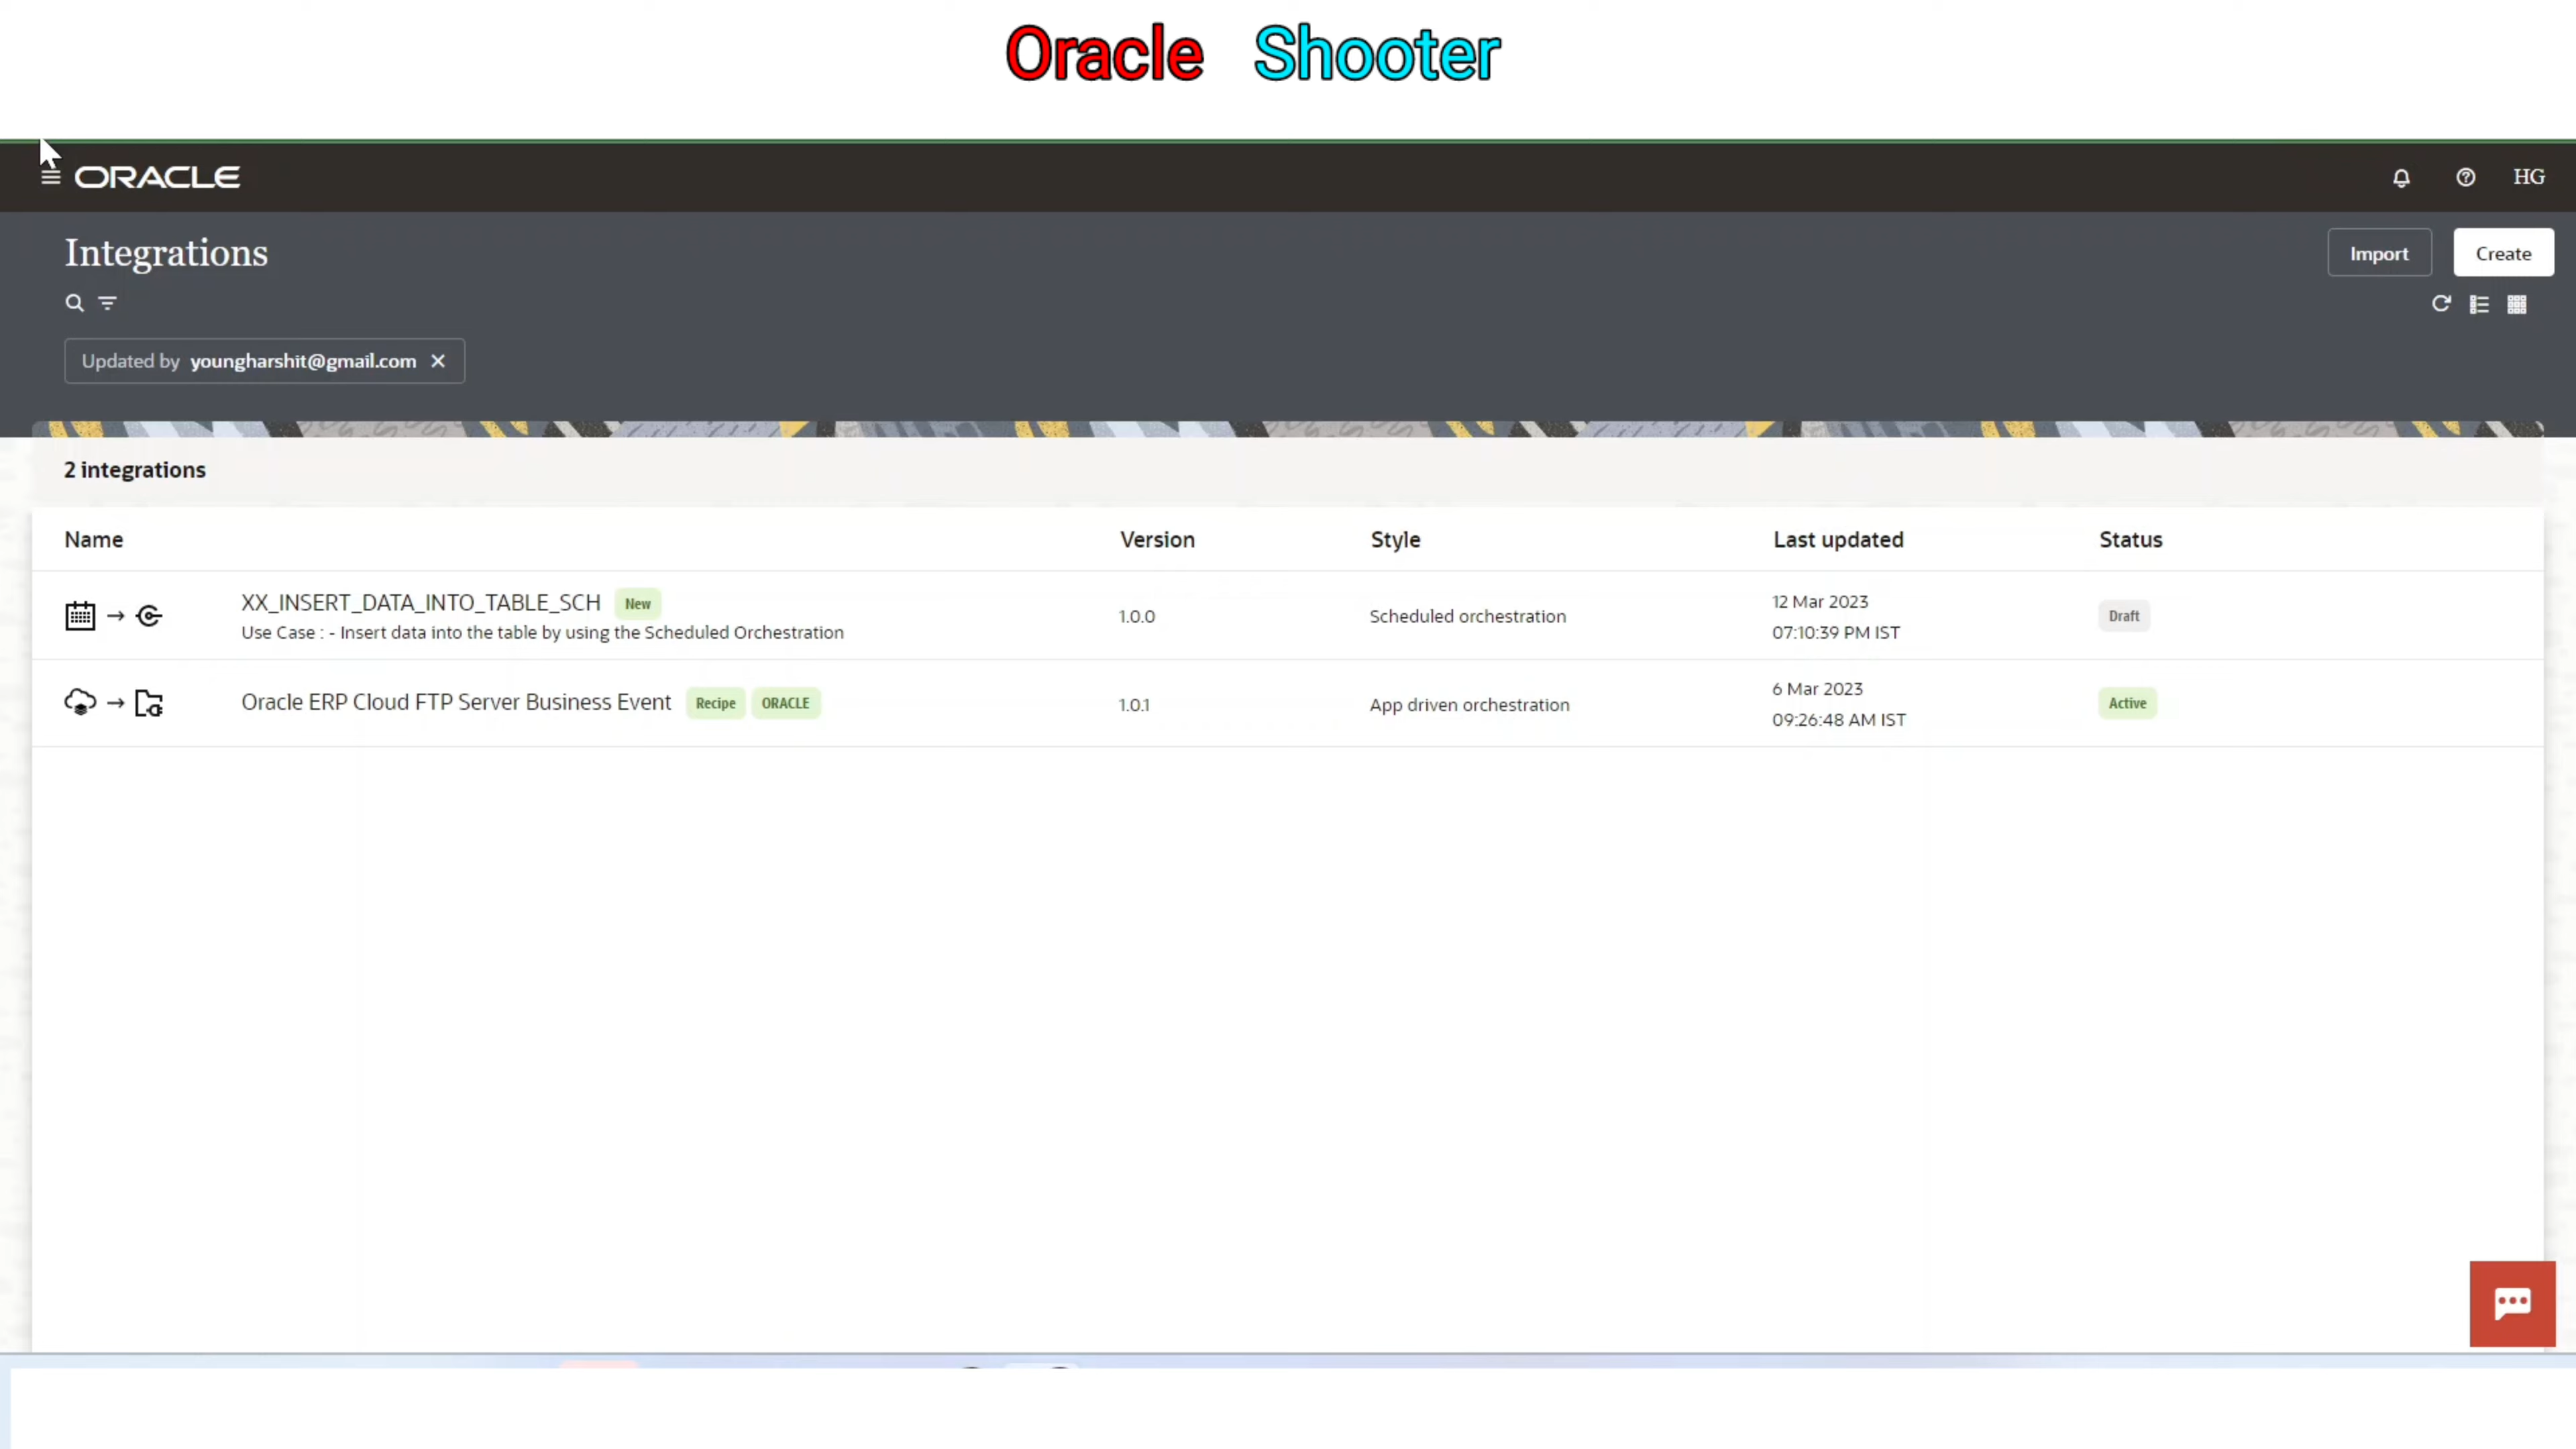 Oracle Shooter
ORACLE
HG
Integrations
Import
Create
Updated by youngharshit@gmail.com
2 integrations
Name Version Style Last updated Status
XX_INSERT_DATA_INTO_TABLE_SCH New
Use Case : - Insert data into the table by using the Scheduled Orchestration
1.0.0
Scheduled orchestration
12 Mar 2023
07:10:39 PM IST
Draft
Oracle ERP Cloud FTP Server Business Event Recipe ORACLE
1.0.1
App driven orchestration
6 Mar 2023
09:26:48 AM IST
Active